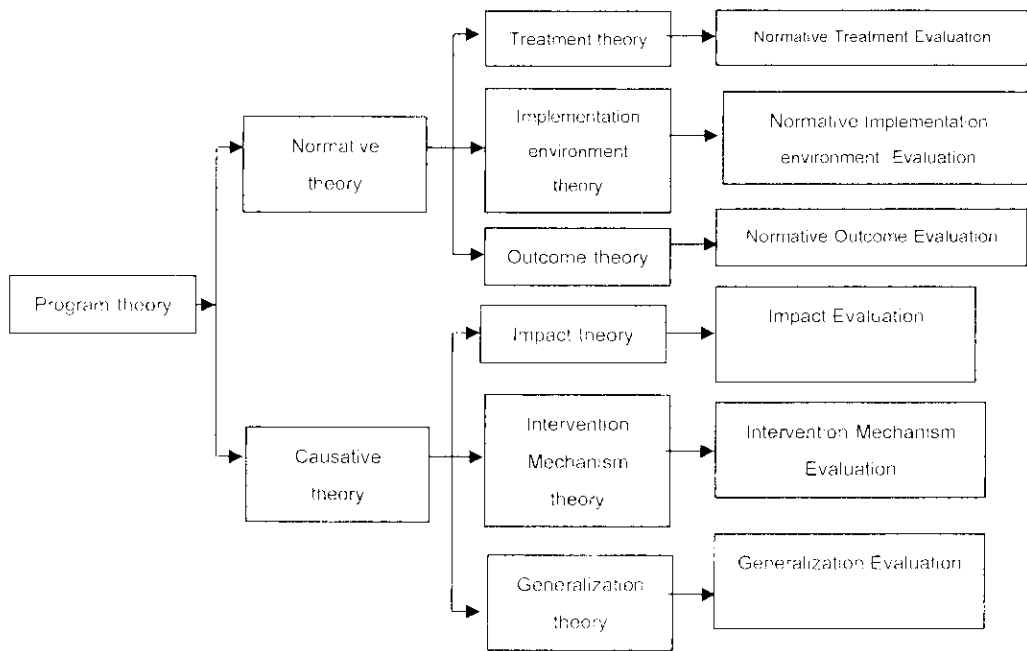 Treatment theory
Normative Treatment Evaluation
Implementation
environment
theory
Normative Implementation
environment Evaluation
Normative
theory
Outcome theory
Normative Outcome Evaluation
Program theory
Impact theory
Impact Evaluation
Causative
theory
Intervention
Mechanism
theory
Intervention Mechanism
Evaluation
Generalization
theory
Generalization Evaluation